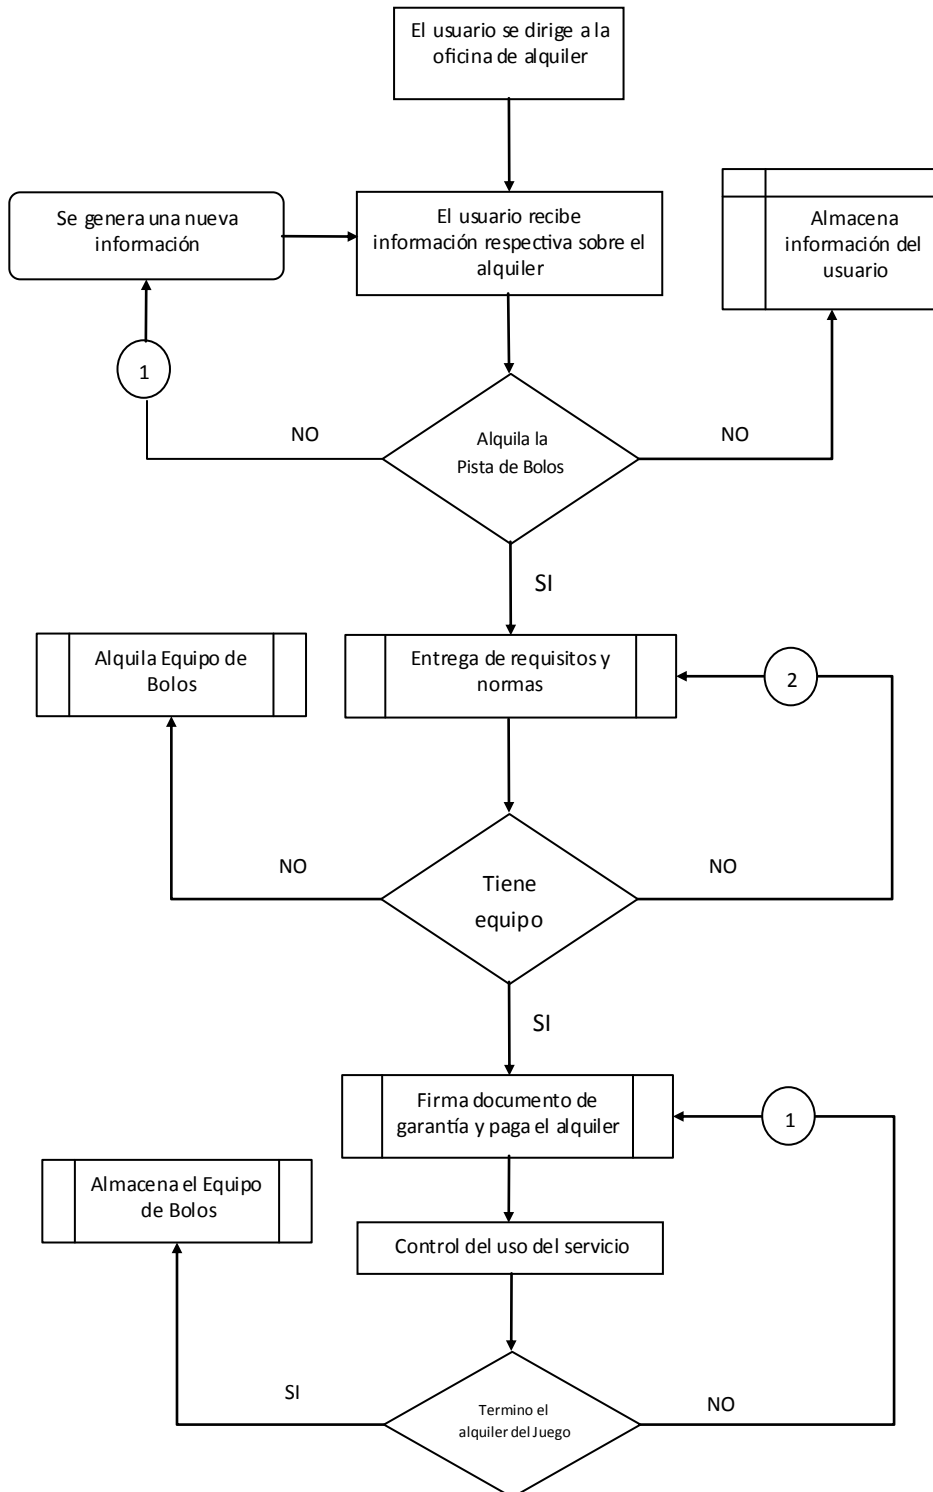 El usuario se dirige a la
oficina de alquiler
Se genera una nueva
información
El usuario recibe
información respectiva sobre el
alquiler
Almacena
información del
usuario
1
NO
Alquila la
Pista de Bolos
NO
SI
Alquila Equipo de
Bolos
Entrega de requisitos y
normas
2
NO
Tiene
equipo
NO
SI
Firma documento de
garantía y paga el alquiler
1
Almacena el Equipo
de Bolos
Control del uso del servicio
SI
Termino el
alquiler del Juego
NO